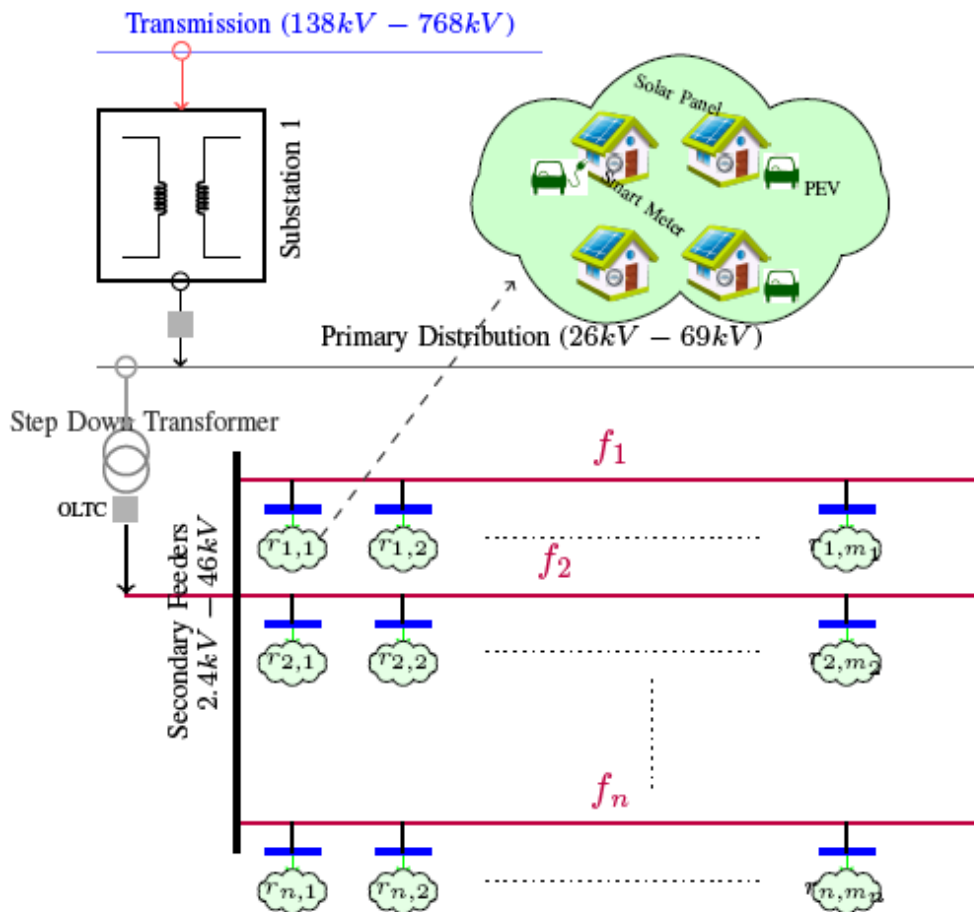 Transmission (138kV − 768kV)
Substation 1
Solar Panel
PEV
Smart Meter
Primary Distribution (26kV − 69kV)
Step Down Transformer
OLTC
Secondary Feeders
2.4kV − 46kV
f₁
r₁,₁
r₁,₂
r₁,m₁
f₂
r₂,₁
r₂,₂
r₂,m₂
fₙ
rₙ,₁
rₙ,₂
rₙ,mₙ